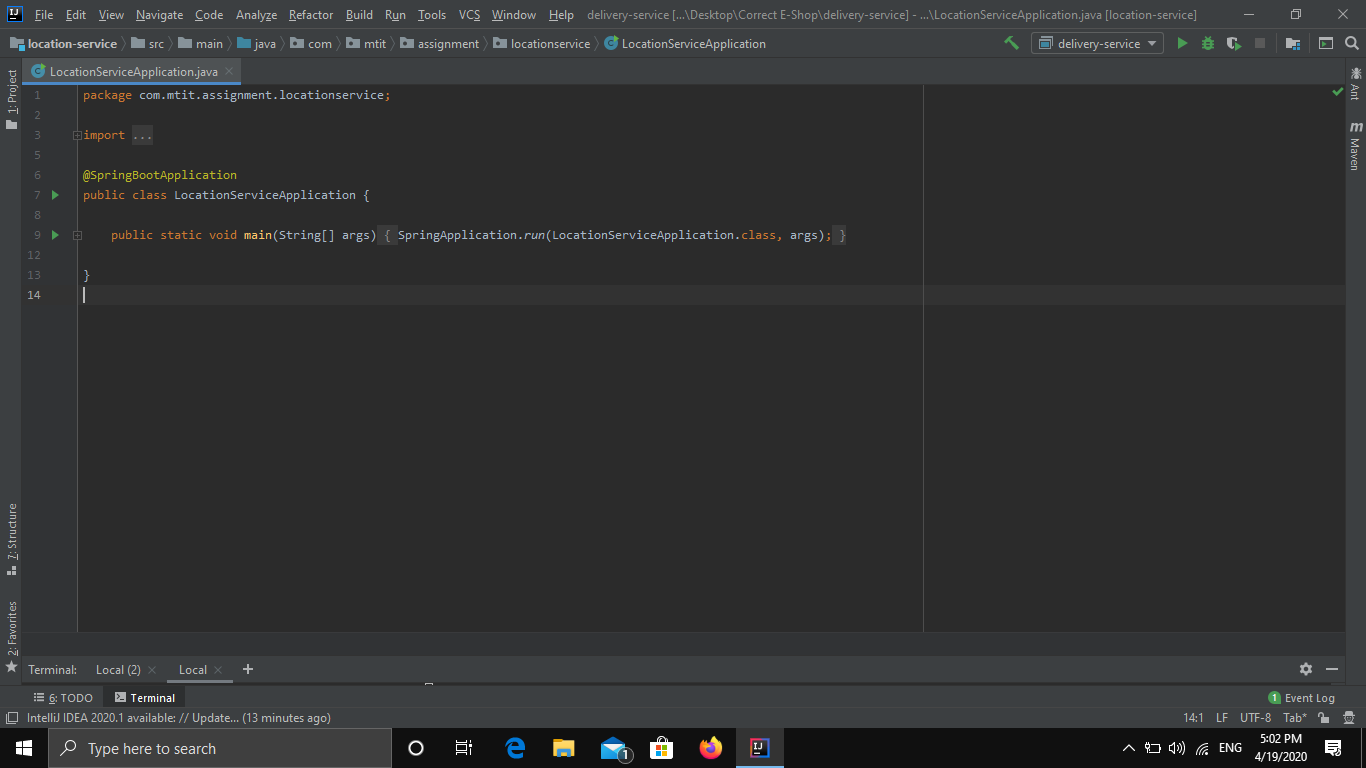 File Edit View Navigate Code Analyze Refactor Build Run Tools VCS Window Help delivery-service [...\Desktop\Correct E-Shop\delivery-service] - ...\LocationServiceApplication.java [location-service]
location-service src main java com mtit assignment locationservice LocationServiceApplication delivery-service
LocationServiceApplication.java
1 package com.mtit.assignment.locationservice;
2
3 import ...
5
6 @SpringBootApplication
7 public class LocationServiceApplication {
8
9 public static void main(String[] args) { SpringApplication.run(LocationServiceApplication.class, args); }
12
13 }
14
1: Project
7: Structure
2: Favorites
Ant
m
Maven
Terminal: Local (2) Local +
6: TODO Terminal 1 Event Log
IntelliJ IDEA 2020.1 available: // Update... (13 minutes ago) 14:1 LF UTF-8 Tab*
Type here to search 1 ENG 5:02 PM
4/19/2020